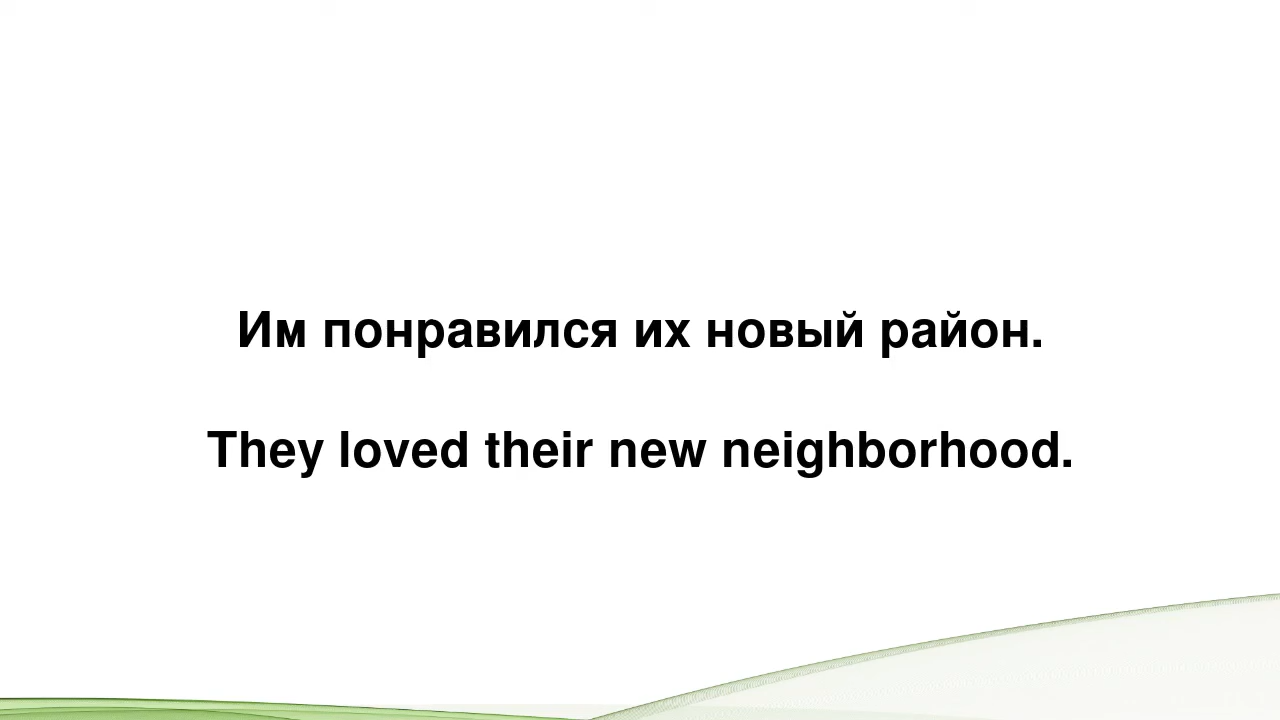 Им понравился их новый район.
They loved their new neighborhood.